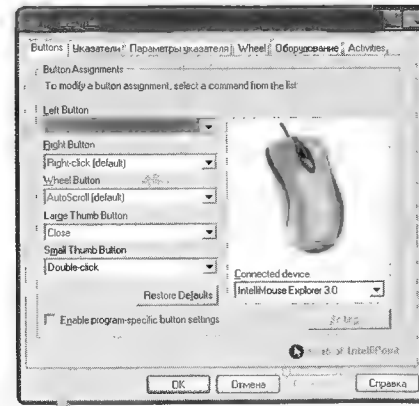 Buttons Указатели Параметры указателя Wheel Оборудование Activities
Button Assignments
To modify a button assignment, select a command from the list
Left Button
Right Button
Right-click (default)
Wheel Button
AutoScroll (default)
Large Thumb Button
Close
Small Thumb Button
Double-click
Connected device
Restore Defaults
IntelliMouse Explorer 3.0
Enable program-specific button settings
OK Отмена Справка